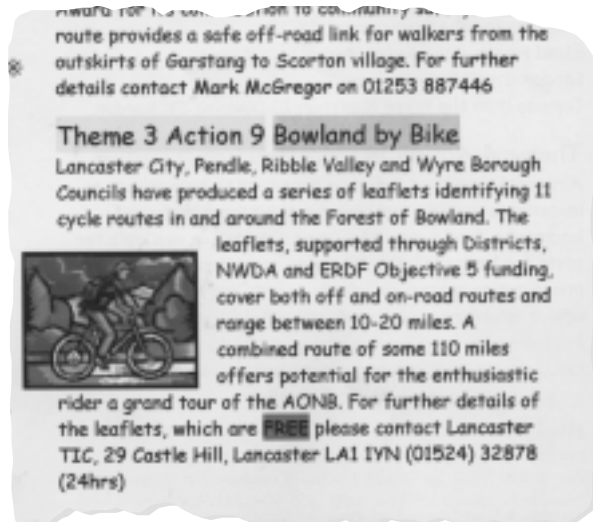 Award for its contribution to community
route provides a safe off-road link for walkers from the
outskirts of Garstang to Scorton village. For further
details contact Mark McGregor on 01253 887446
Theme 3 Action 9 Bowland by Bike
Lancaster City, Pendle, Ribble Valley and Wyre Borough
Councils have produced a series of leaflets identifying 11
cycle routes in and around the Forest of Bowland. The
leaflets, supported through Districts,
NWDA and ERDF Objective 5 funding,
cover both off and on-road routes and
range between 10-20 miles. A
combined route of some 110 miles
offers potential for the enthusiastic
rider a grand tour of the AONB. For further details of
the leaflets, which are FREE please contact Lancaster
TIC, 29 Castle Hill, Lancaster LA1 1YN (01524) 32878
(24hrs)